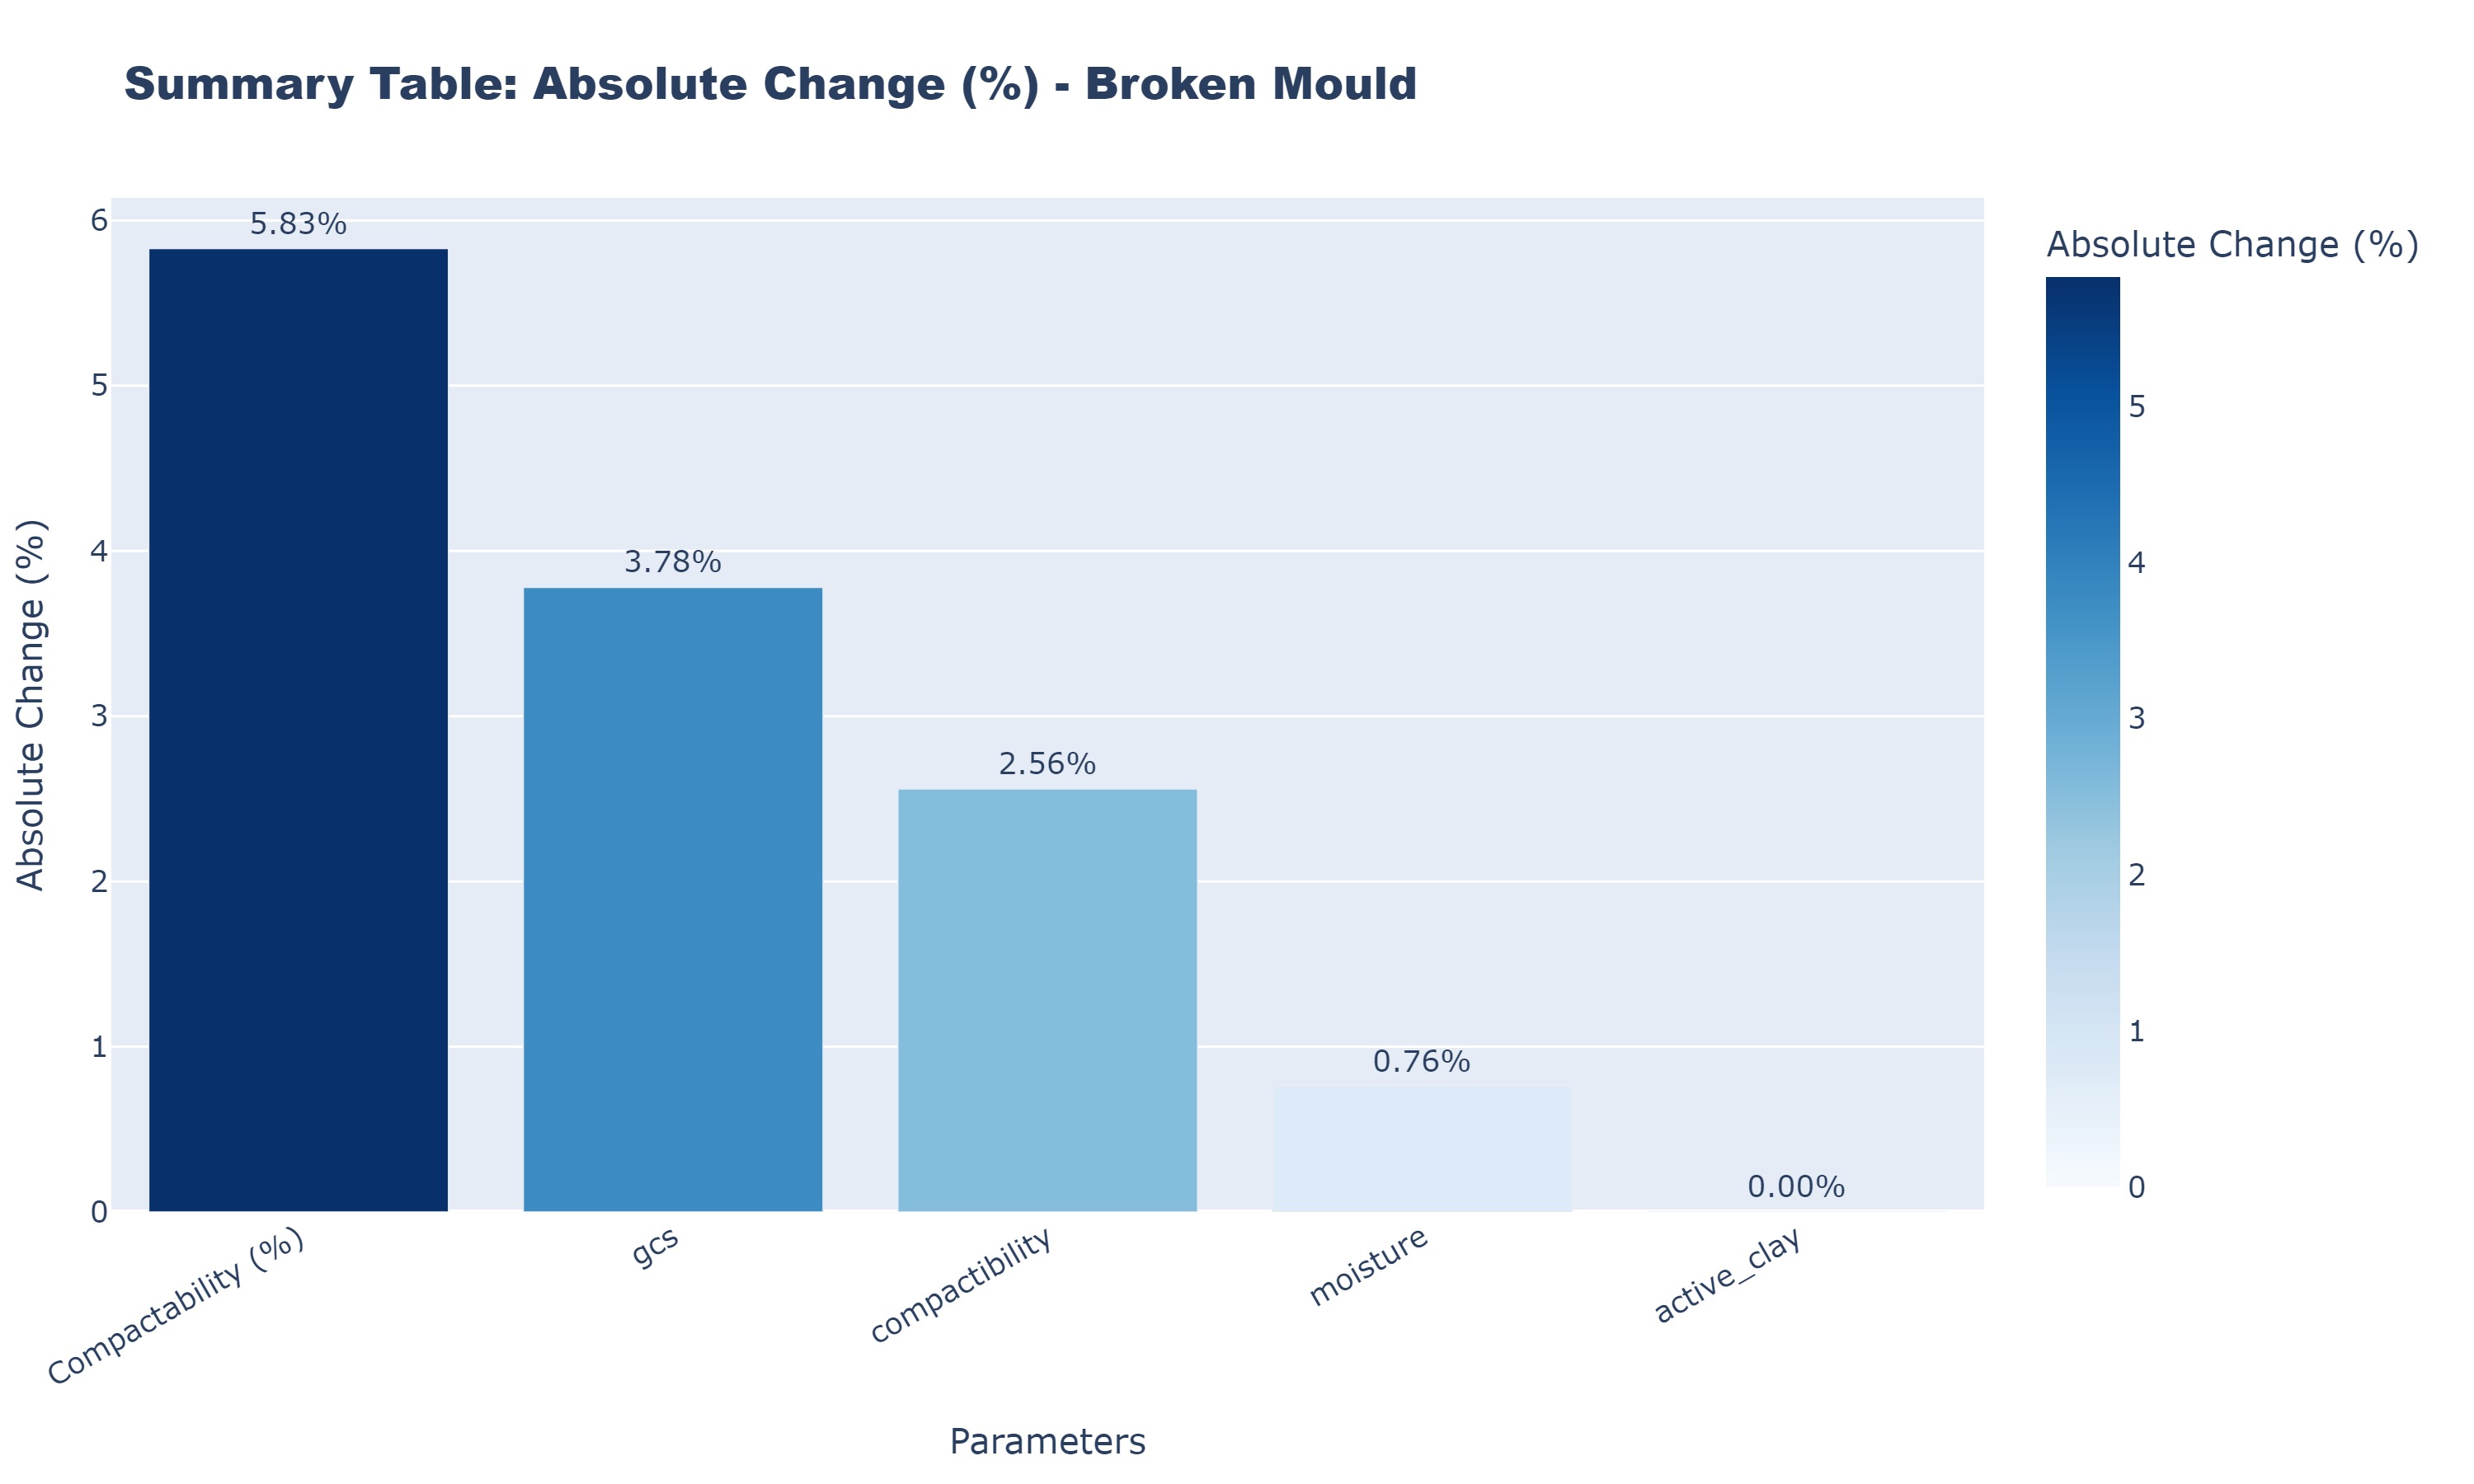 Summary Table: Absolute Change (%) - Broken Mould
Absolute Change (%)
6
5
4
3
2
1
0
5.83%
3.78%
2.56%
0.76%
0.00%
Compactability (%)
gcs
compactibility
moisture
active_clay
Parameters
Absolute Change (%)
5
4
3
2
1
0